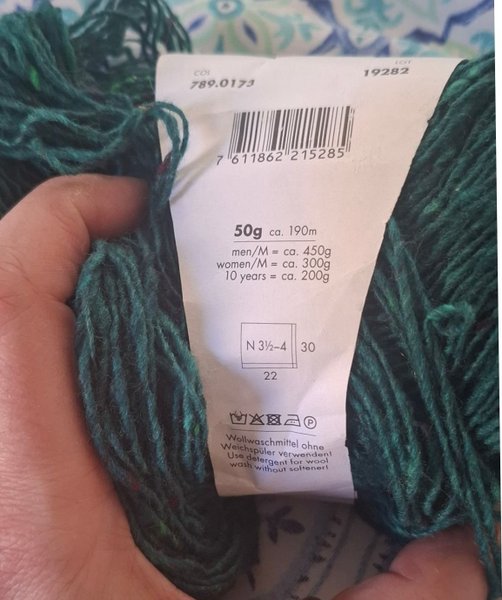 COL
789.0173
LOT
19282
7 611862 215285
50g ca. 190m
men/M = ca. 450g
women/M = ca. 300g
10 years = ca. 200g
N 3½–4
30
22
P
Wollwaschmittel ohne
Weichspüler verwenden!
Use detergent for wool
wash without softener!